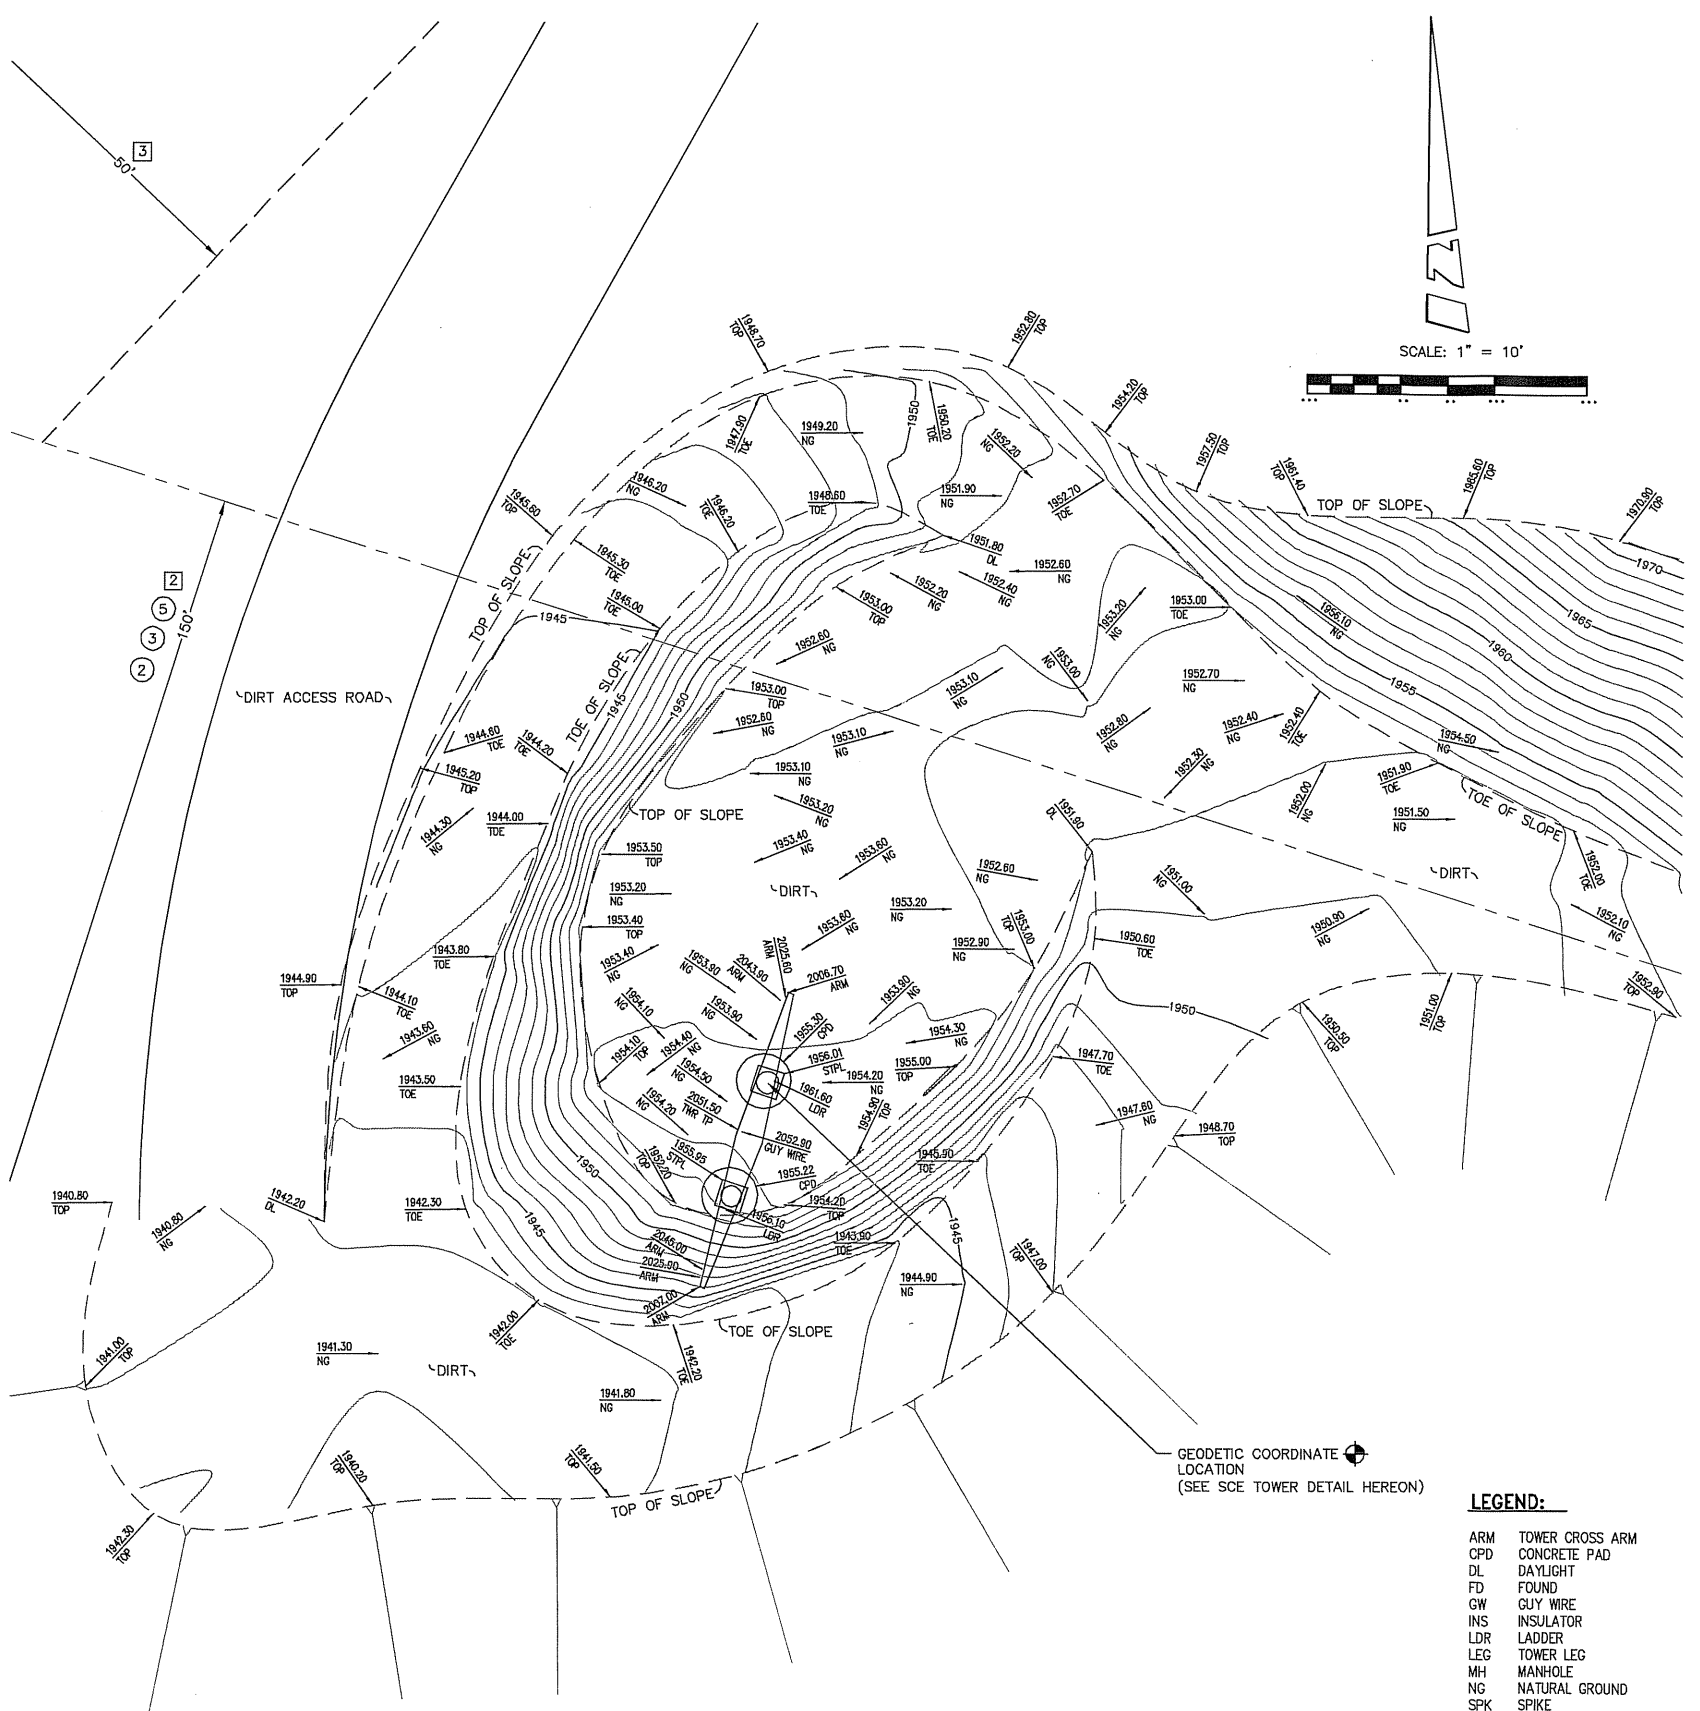 3
50'
SCALE: 1" = 10'
1948.70
TOP
1952.80
TOP
1954.20
TOP
1957.50
TOP
1961.40
TOP
1965.60
TOP
1970.90
TOP
TOP OF SLOPE
1947.90
TOE
1949.20
NG
1950
1950.20
TOE
1952.20
NG
1946.20
NG
1946.20
TOE
1948.60
TOE
1951.90
NG
1952.70
TOE
1945.60
TOP
1945.30
TOE
1951.80
DL
1952.60
NG
1952.40
NG
1952.20
NG
1953.00
TOP
1970
1965
1960
1955
1956.10
NG
2
5
3
2
150'
TOP OF SLOPE
1945.00
TOE
1945
1953.20
NG
1953.00
TOE
1952.60
NG
1953.00
NG
DIRT ACCESS ROAD
TOE OF SLOPE
1945
1950
1953.00
TOP
1952.60
NG
1953.10
NG
1953.10
NG
1952.70
NG
1952.80
NG
1952.40
NG
1952.40
TOE
1954.50
NG
1944.60
TOE
1944.20
TOE
1945.20
TOP
1953.10
NG
1952.30
NG
1952.00
NG
1951.90
TOE
TOE OF SLOPE
1944.30
NG
1944.00
TOE
TOP OF SLOPE
1953.20
NG
1951.90
DL
1951.50
NG
1953.50
TOP
1953.40
NG
1953.60
NG
1952.60
NG
1951.00
NG
DIRT
1952.00
TOE
1953.20
NG
DIRT
1953.20
NG
1953.40
TOP
1953.60
NG
1953.00
TOP
1950.90
NG
1952.10
NG
1943.80
TOE
1953.40
NG
1953.90
NG
2043.90
ARM
2025.60
ARM
2006.70
ARM
1952.90
NG
1950.60
TOE
1944.90
TOP
1944.10
TOE
1954.10
NG
1953.90
NG
1953.90
NG
1950
1950.50
TOP
1951.00
TOP
1952.90
TOP
1943.60
NG
1954.10
TOP
1954.40
NG
1955.30
CPD
1954.30
NG
1956.01
STPL
1955.00
TOP
1947.70
TOE
1943.50
TOE
1954.50
NG
1954.20
NG
1961.60
LDR
1954.20
NG
2051.50
TWR TP
1954.90
TOP
1947.60
NG
1948.70
TOP
2052.90
GUY WIRE
1955.95
STPL
1952.20
TOP
1950
1955.22
CPD
1945.90
TOE
1940.80
TOP
1940.80
NG
1942.20
DL
1942.30
TOE
1945
1954.20
TOP
1956.10
LDR
2045.00
ARM
2025.90
ARM
2007.00
ARM
1943.90
TOE
1945
1947.00
TOP
1944.90
NG
1942.00
TOE
TOE OF SLOPE
1941.00
TOP
1941.30
NG
DIRT
1942.20
TOE
1941.80
NG
1940.20
TOP
1941.50
TOP
TOP OF SLOPE
1942.30
TOP
GEODETIC COORDINATE
LOCATION
(SEE SCE TOWER DETAIL HEREON)
LEGEND:
ARM TOWER CROSS ARM
CPD CONCRETE PAD
DL DAYLIGHT
FD FOUND
GW GUY WIRE
INS INSULATOR
LDR LADDER
LEG TOWER LEG
MH MANHOLE
NG NATURAL GROUND
SPK SPIKE